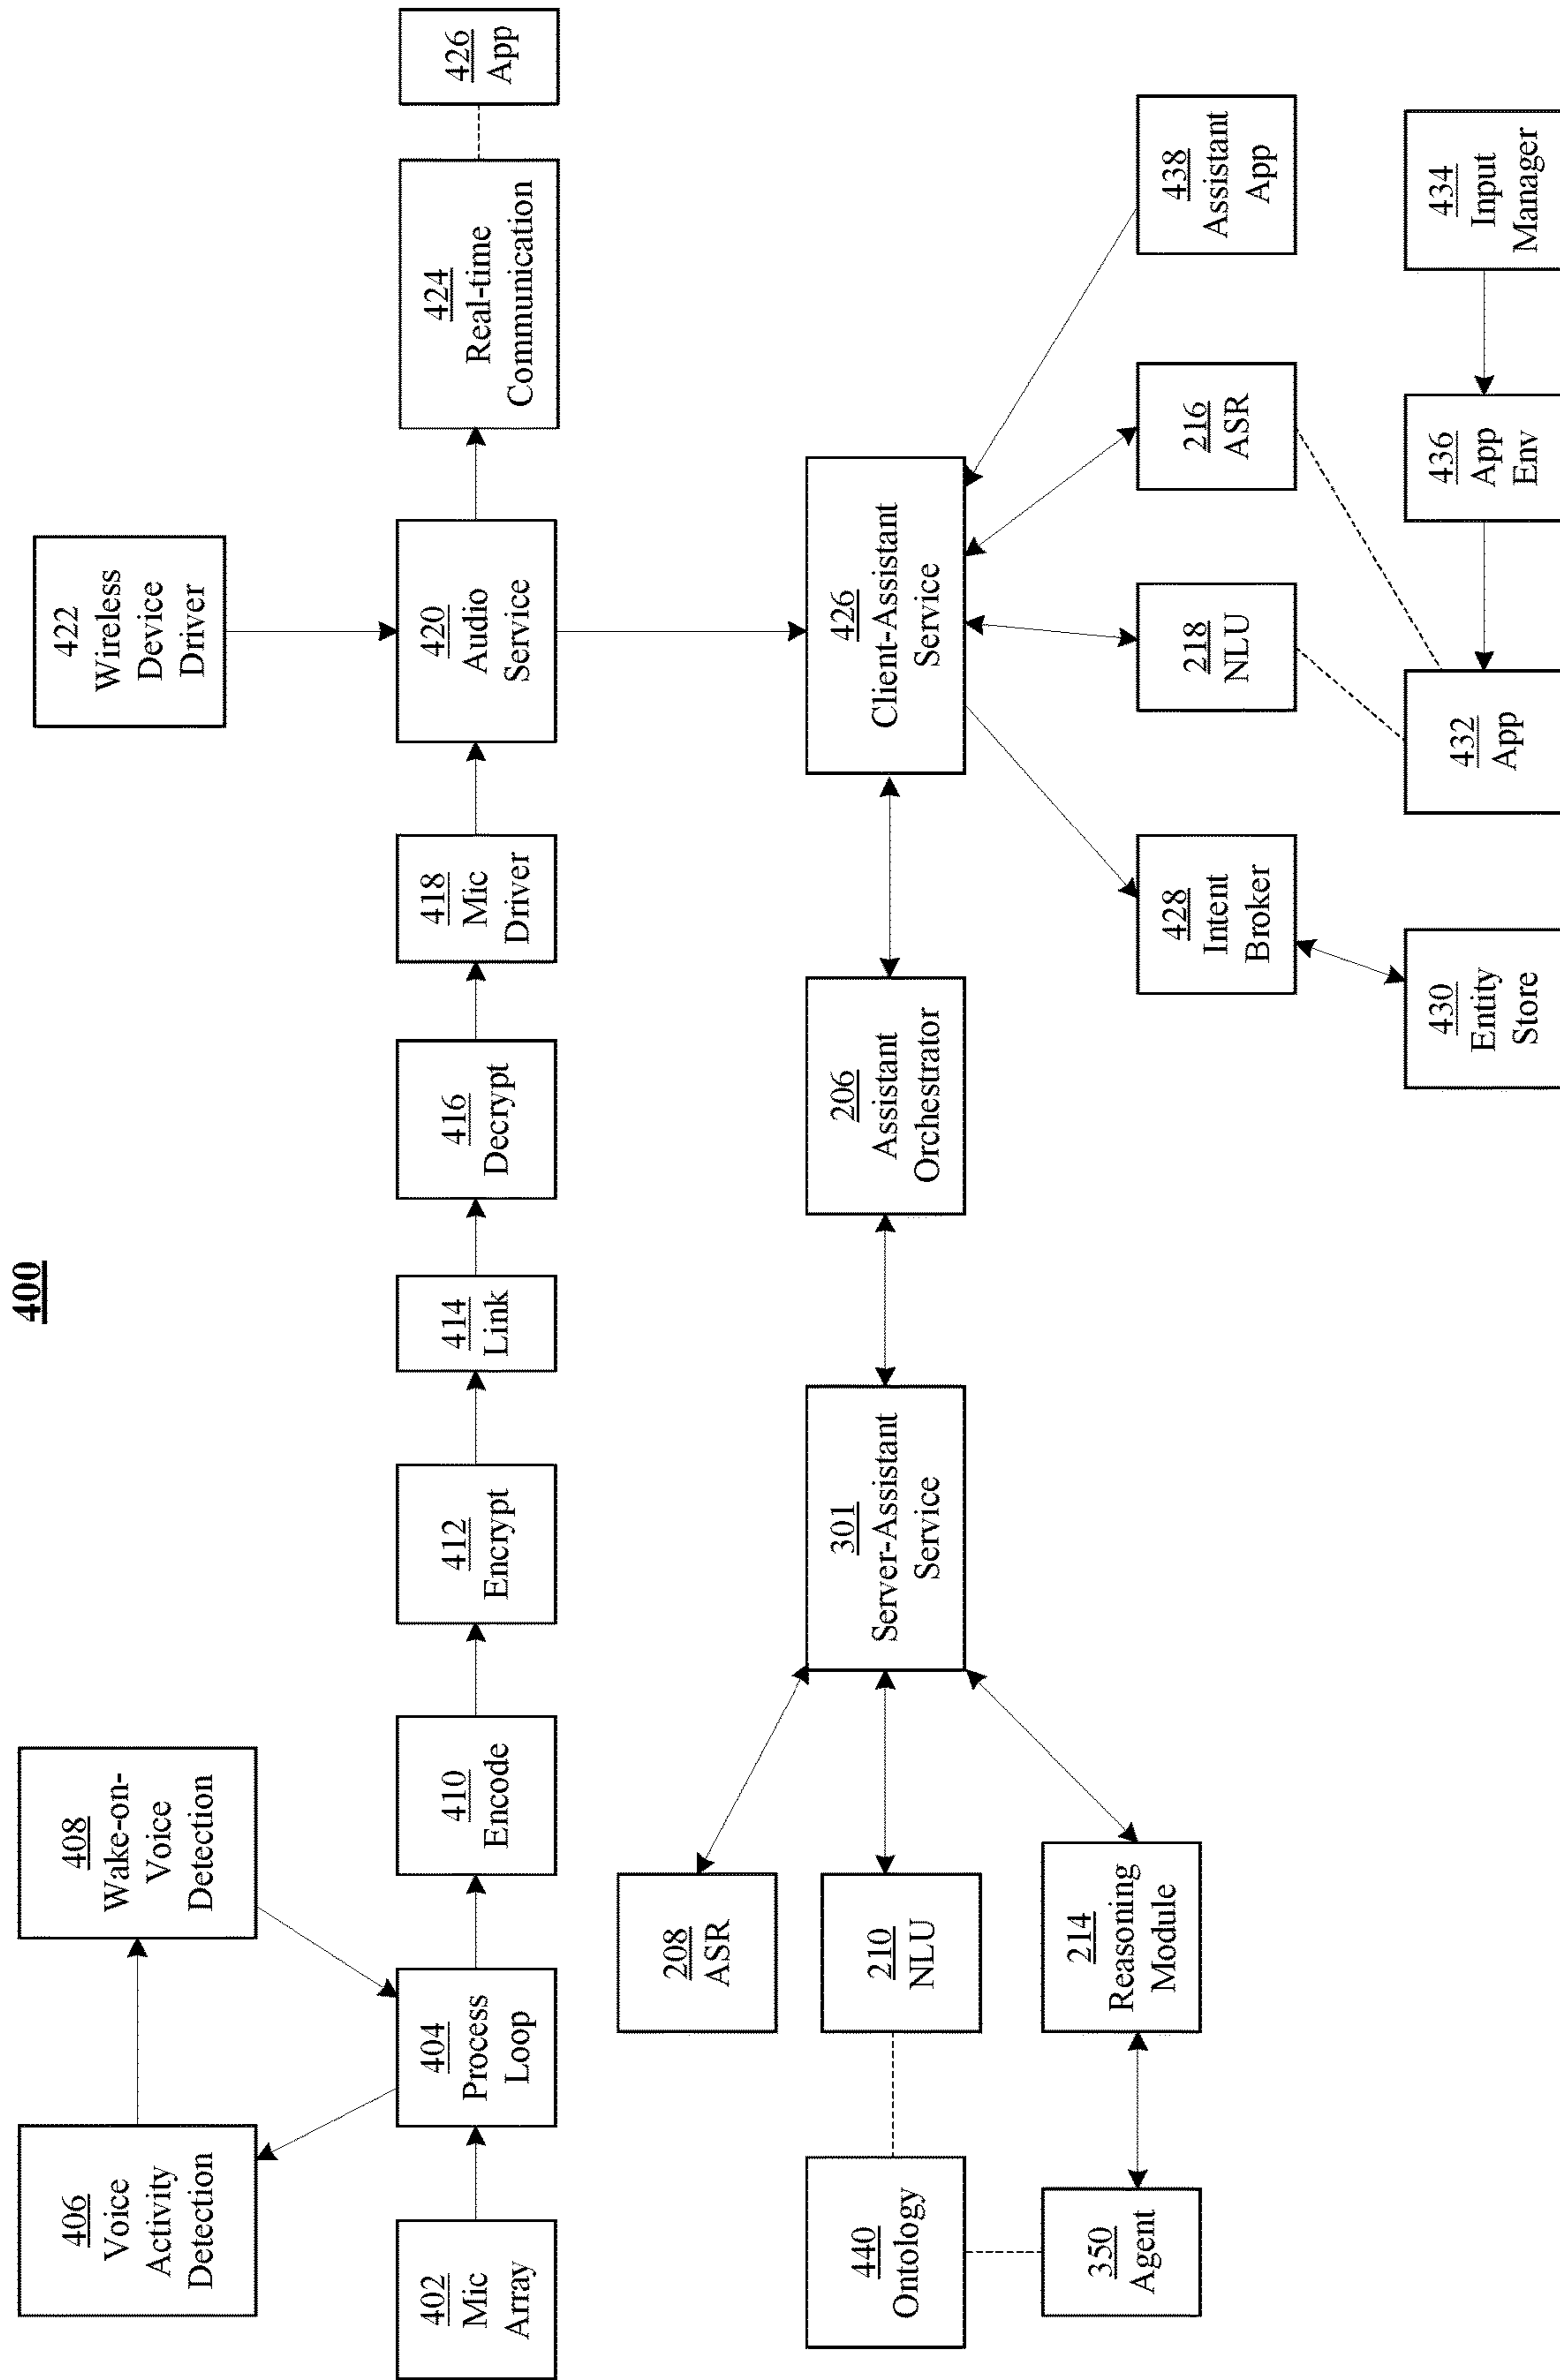 400
406
Voice
Activity
Detection
408
Wake-on-
Voice
Detection
422
Wireless
Device
Driver
402
Mic
Array
404
Process
Loop
410
Encode
412
Encrypt
414
Link
416
Decrypt
418
Mic
Driver
420
Audio
Service
424
Real-time
Communication
426
App
208
ASR
440
Ontology
210
NLU
301
Server-Assistant
Service
206
Assistant
Orchestrator
426
Client-Assistant
Service
350
Agent
214
Reasoning
Module
428
Intent
Broker
218
NLU
216
ASR
438
Assistant
App
430
Entity
Store
432
App
436
App
Env
434
Input
Manager